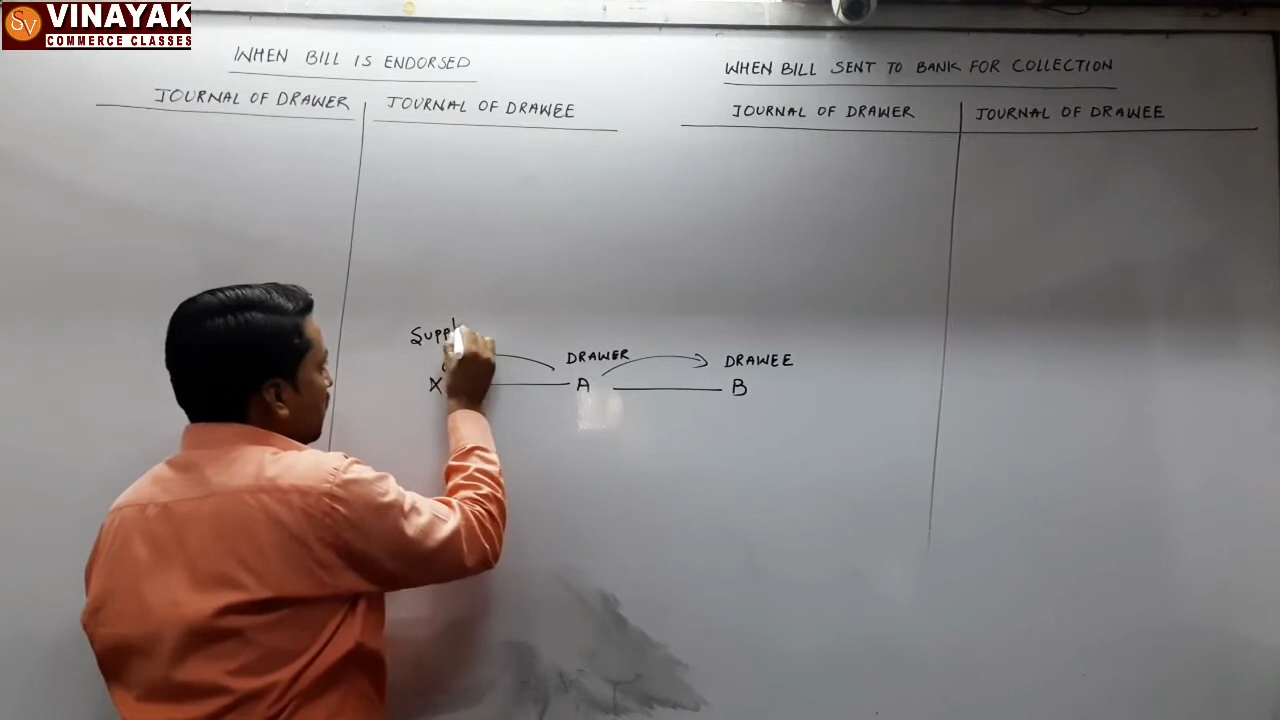 SV VINAYAK
COMMERCE CLASSES
WHEN BILL IS ENDORSED
JOURNAL OF DRAWER
JOURNAL OF DRAWEE
WHEN BILL SENT TO BANK FOR COLLECTION
JOURNAL OF DRAWER
JOURNAL OF DRAWEE
Suppl
DRAWER
DRAWEE
X
A
B